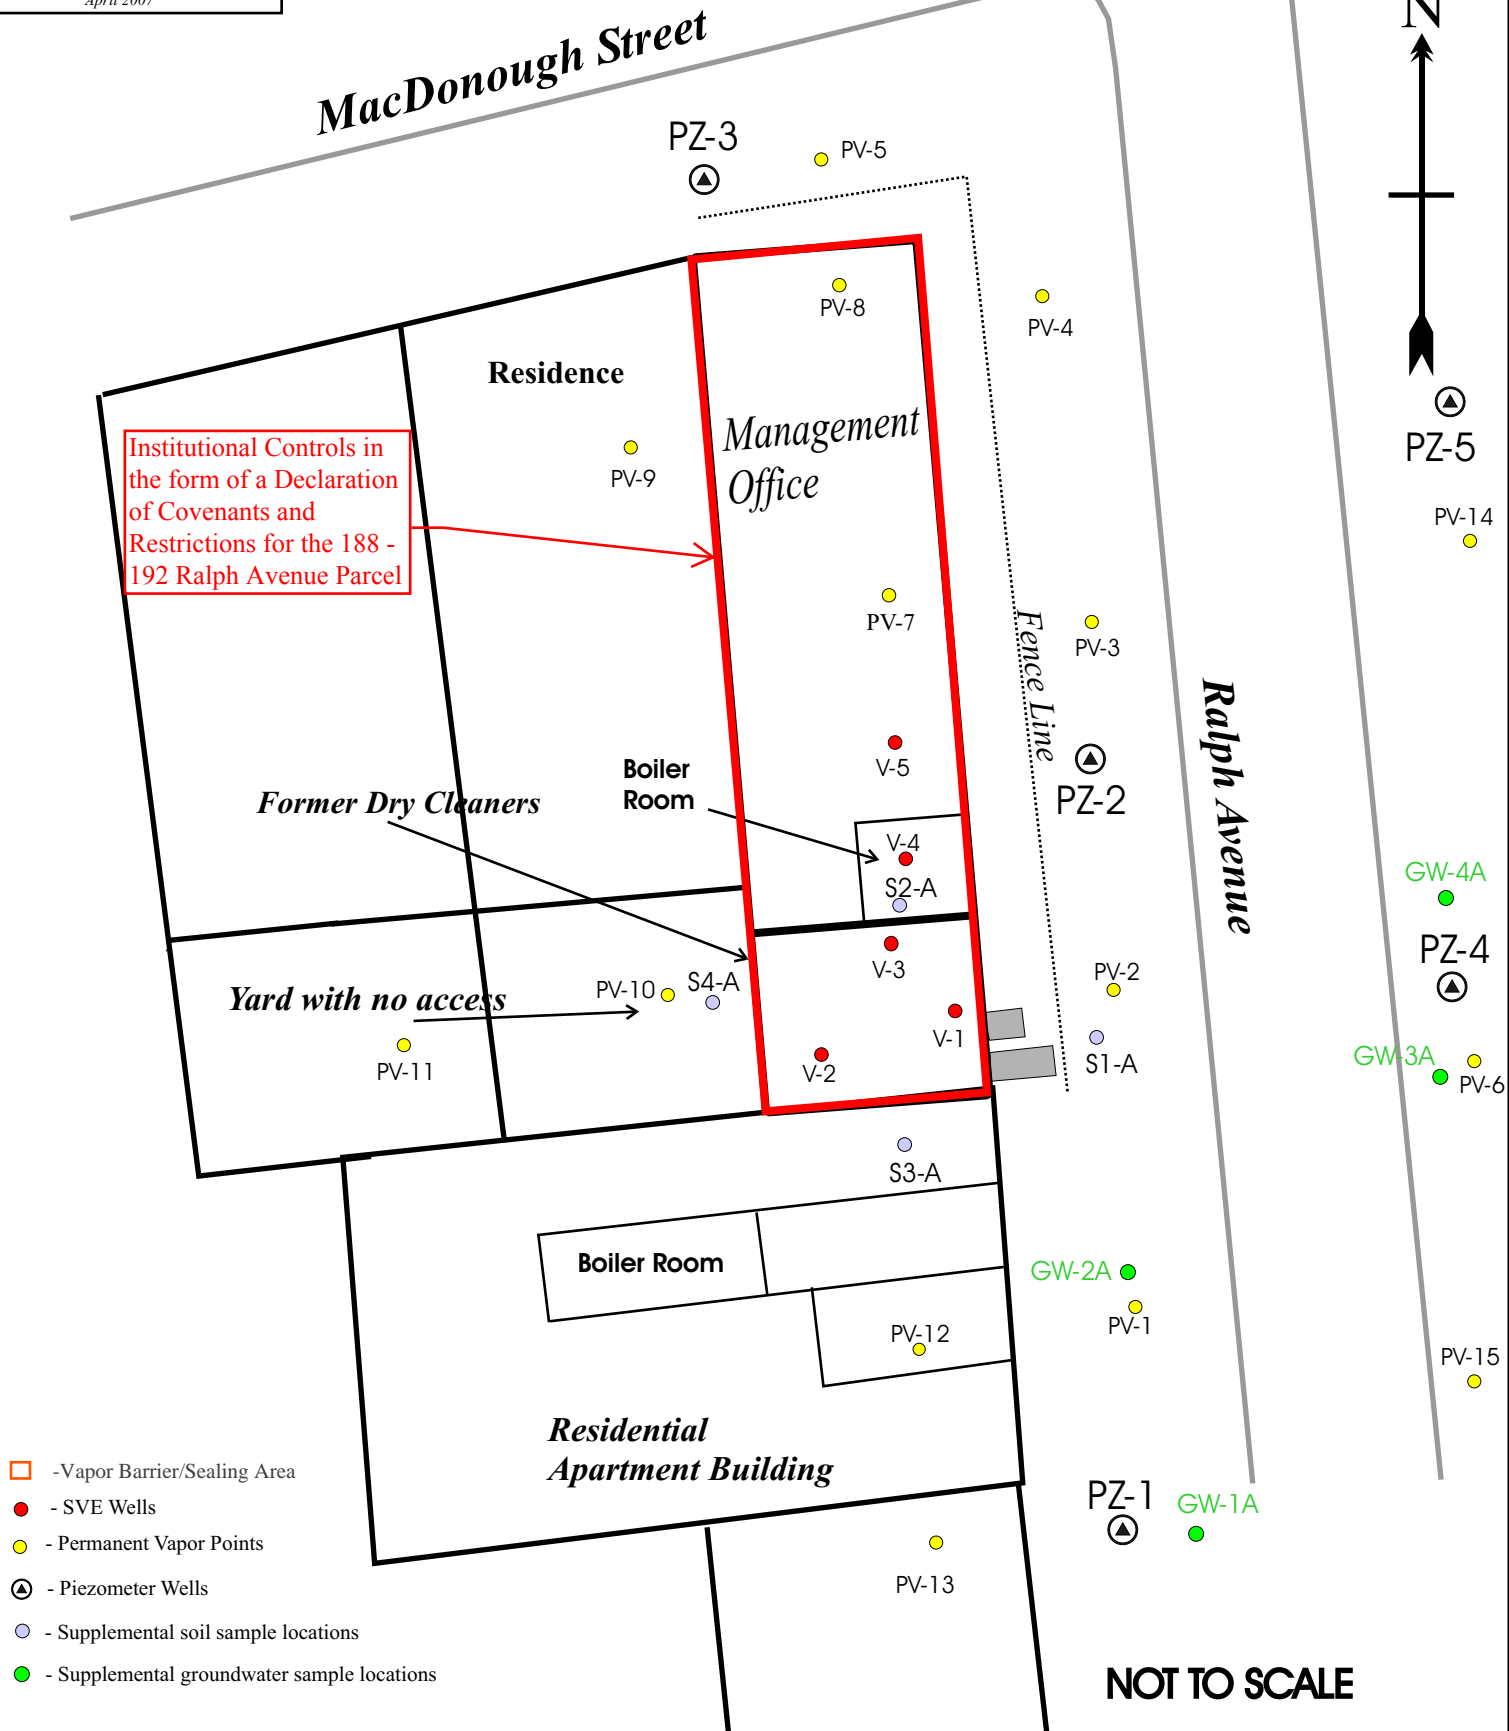 April 2007
N
MacDonough Street
PZ-3
PV-5
PV-8
PV-4
Residence
Management
Office
PZ-5
Institutional Controls in
the form of a Declaration
of Covenants and
Restrictions for the 188 -
192 Ralph Avenue Parcel
PV-9
PV-14
PV-7
Fence Line
PV-3
Ralph Avenue
V-5
Boiler
Room
PZ-2
Former Dry Cleaners
V-4
S2-A
GW-4A
PZ-4
V-3
PV-2
Yard with no access
PV-10
S4-A
V-1
S1-A
GW-3A
PV-6
PV-11
V-2
S3-A
Boiler Room
GW-2A
PV-1
PV-12
PV-15
Residential
Apartment Building
PZ-1
GW-1A
PV-13
-Vapor Barrier/Sealing Area
- SVE Wells
- Permanent Vapor Points
- Piezometer Wells
- Supplemental soil sample locations
- Supplemental groundwater sample locations
NOT TO SCALE